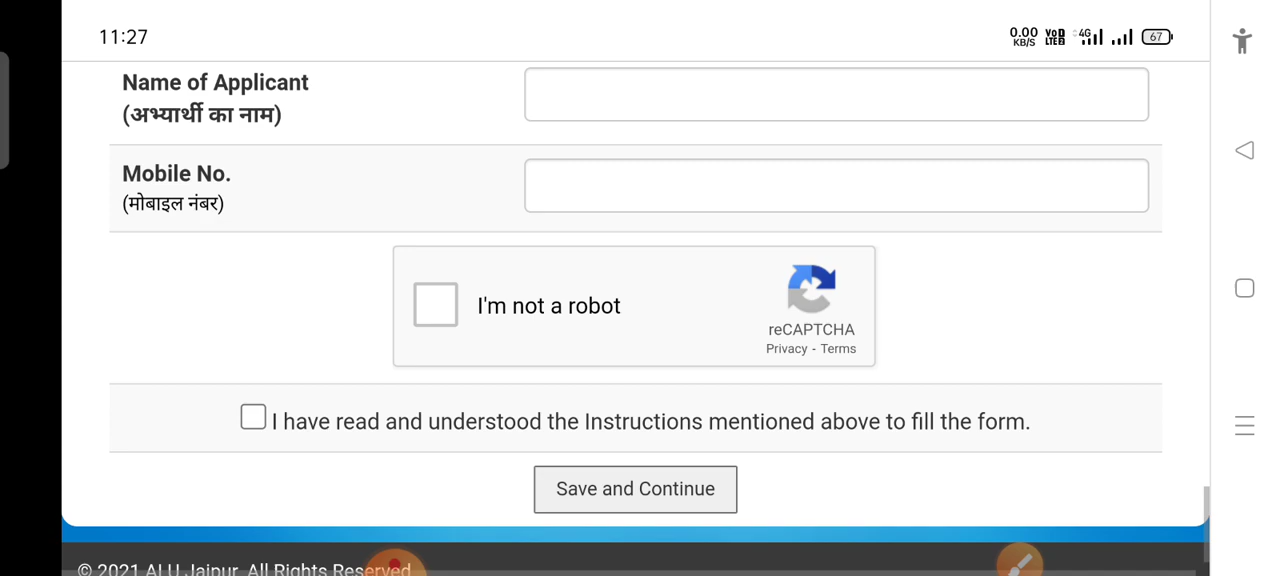 11:27
0.00 KB/S VoD LTE2 4G 67
Name of Applicant
(अभ्यार्थी का नाम)
Mobile No.
(मोबाइल नंबर)
I'm not a robot
reCAPTCHA
Privacy - Terms
I have read and understood the Instructions mentioned above to fill the form.
Save and Continue
© 2021 ALU Jaipur. All Rights Reserved